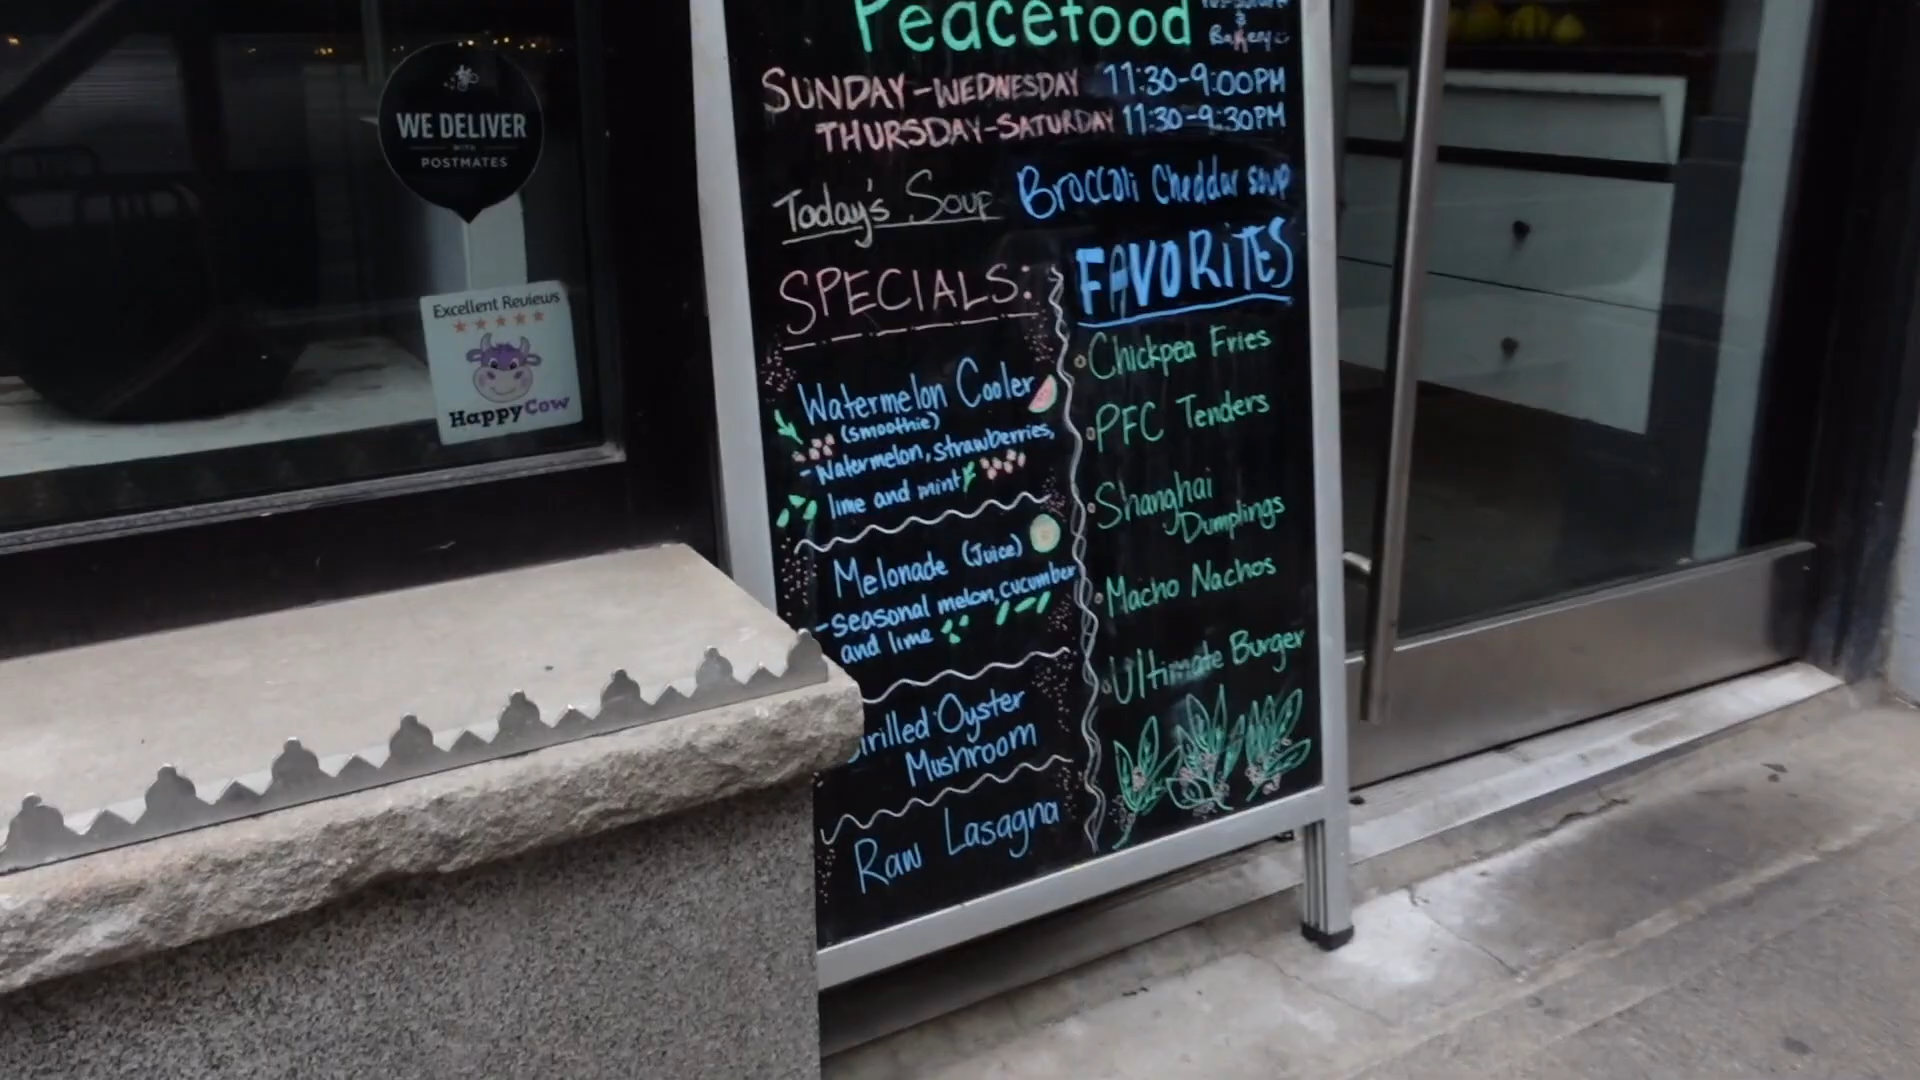 WE DELIVER
WITH
POSTMATES
Excellent Reviews
HappyCow
Peacefood
Bakery
SUNDAY-WEDNESDAY 11:30-9:00PM
THURSDAY-SATURDAY 11:30-9:30PM
Today's Soup Broccoli Cheddar soup
SPECIALS:
Watermelon Cooler
(smoothie)
- Watermelon, strawberries,
lime and mint
Melonade (Juice)
- seasonal melon, cucumber
and lime
Grilled Oyster
Mushroom
Raw Lasagna
FAVORITES
Chickpea Fries
PFC Tenders
Shanghai
Dumplings
Macho Nachos
Ultimate Burger